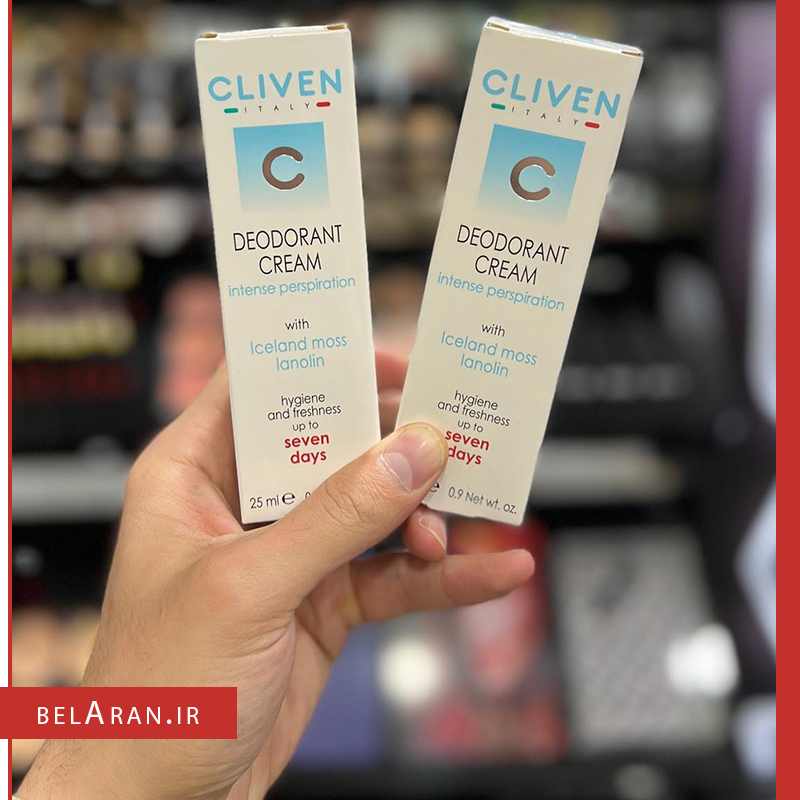 CLIVEN
ITALY
C
DEODORANT
CREAM
intense perspiration
with
Iceland moss
lanolin
hygiene
and freshness
up to
seven
days
25 ml e
CLIVEN
ITALY
C
DEODORANT
CREAM
intense perspiration
with
Iceland moss
lanolin
hygiene
and freshness
up to
seven
days
e 0.9 Net wt. oz.
BELARAN.IR